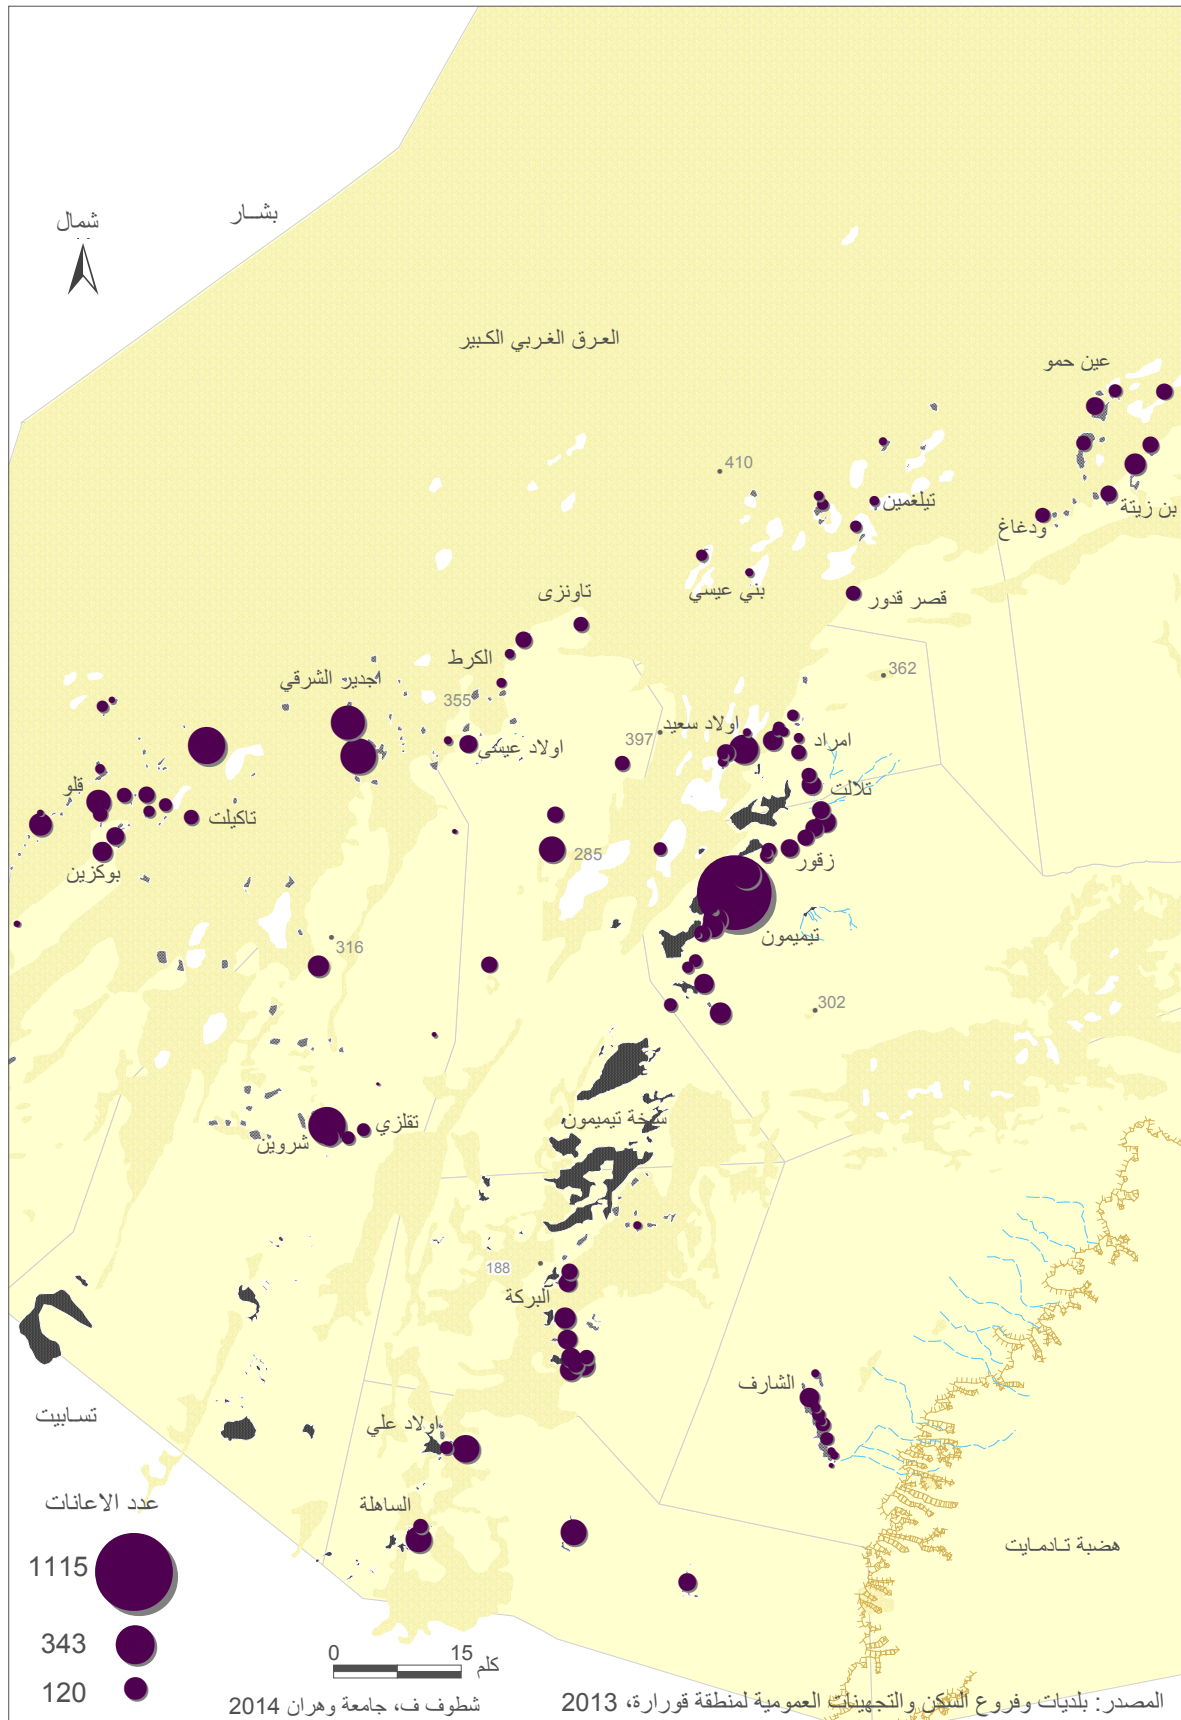 شمال
بشــار
العرق الغربي الكبير
عين حمو
410
تيلغمين
بن زيتة
ودغاغ
بني عيسي
قصر قدور
تاونزى
الكرط
362
اجدير الشرقي
355
اولاد عيسى
397
اولاد سعيد
امراد
تلالت
قلو
تاكيلت
285
زقور
بوكزين
تيميمون
316
302
تقلزي
شروين
سبخة تيميمون
188
البركة
الشارف
تسابيت
اولاد علي
الساهلة
هضبة تادمايت
عدد الاعانات
1115
343
120
0 15 كلم
شطوف ف، جامعة وهران 2014
المصدر: بلديات وفروع السكن والتجهيزات العمومية لمنطقة قورارة، 2013